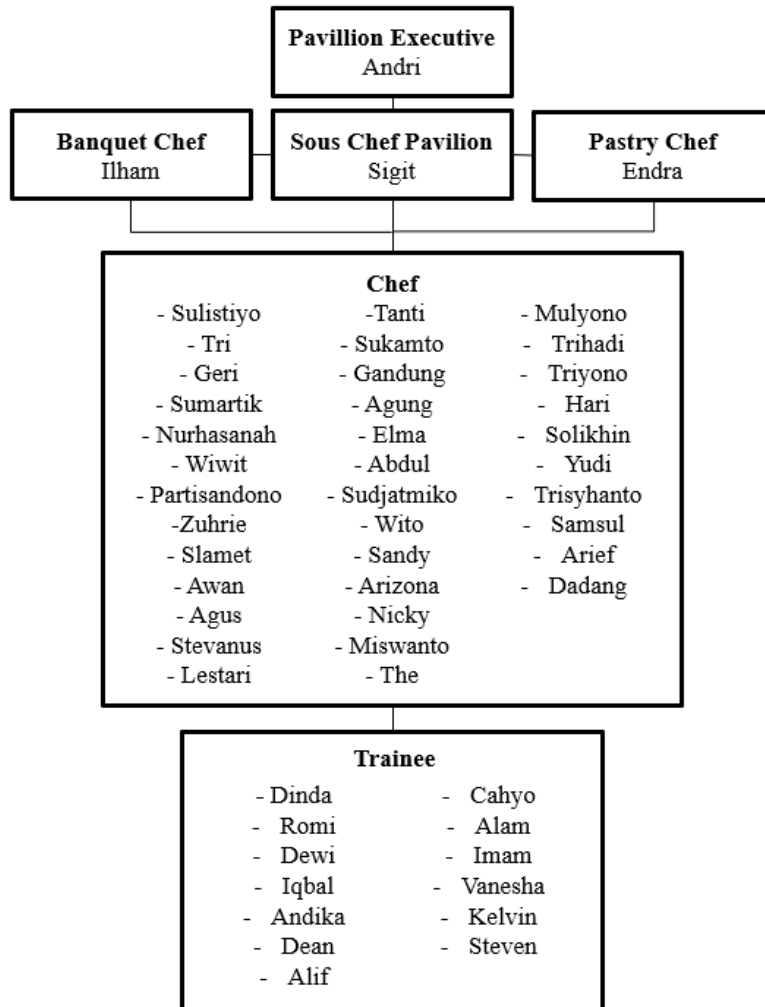 Pavillion Executive
Andri
Banquet Chef
Ilham
Sous Chef Pavilion
Sigit
Pastry Chef
Endra
Chef
- Sulistiyo
- Tri
- Geri
- Sumartik
- Nurhasanah
- Wiwit
- Partisandono
-Zuhrie
- Slamet
- Awan
- Agus
- Stevanus
- Lestari
-Tanti
- Sukamto
- Gandung
- Agung
- Elma
- Abdul
- Sudjatmiko
- Wito
- Sandy
- Arizona
- Nicky
- Miswanto
- The
- Mulyono
- Trihadi
- Triyono
- Hari
- Solikhin
- Yudi
- Trisyhanto
- Samsul
- Arief
- Dadang
Trainee
- Dinda
- Romi
- Dewi
- Iqbal
- Andika
- Dean
- Alif
- Cahyo
- Alam
- Imam
- Vanesha
- Kelvin
- Steven